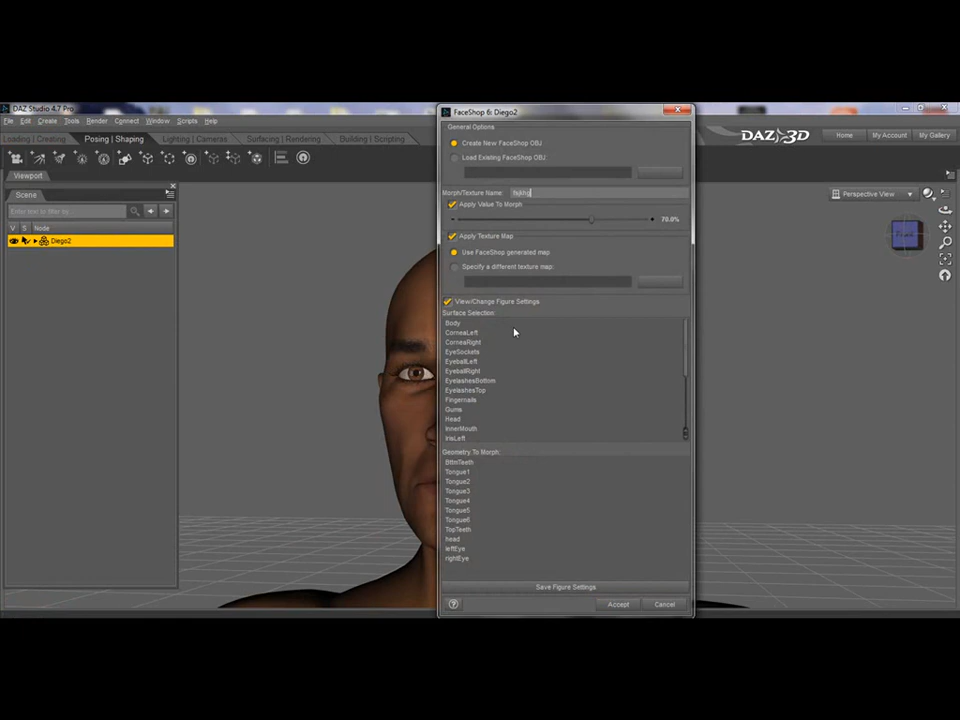 DAZ Studio 4.7 Pro
File Edit Create Tools Render Connect Window Scripts Help
Loading | Creating Posing | Shaping Lighting | Cameras Surfacing | Rendering Building | Scripting
DAZ 3D
Home My Account My Gallery
Viewport
Scene
Enter text to filter by...
V S Node
Diego2
Perspective View
FaceShop 6: Diego2
General Options
Create New FaceShop OBJ
Load Existing FaceShop OBJ
Morph/Texture Name:
Apply Value To Morph
70.0%
Apply Texture Map
Use FaceShop generated map
Specify a different texture map:
View/Change Figure Settings
Surface Selection:
Body
CorneaLeft
CorneaRight
EyeSockets
EyeballLeft
EyeballRight
EyelashesBottom
EyelashesTop
Fingernails
Gums
Head
InnerMouth
IrisLeft
Geometry To Morph:
BttmTeeth
Tongue1
Tongue2
Tongue3
Tongue4
Tongue5
Tongue6
TopTeeth
head
leftEye
rightEye
Save Figure Settings
? Accept Cancel